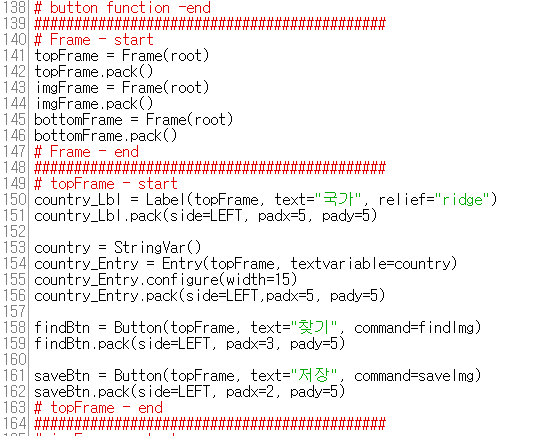 138 # button function -end
139 ############################################
140 # Frame - start
141 topFrame = Frame(root)
142 topFrame.pack()
143 imgFrame = Frame(root)
144 imgFrame.pack()
145 bottomFrame = Frame(root)
146 bottomFrame.pack()
147 # Frame - end
148 ############################################
149 # topFrame - start
150 country_Lbl = Label(topFrame, text="국가", relief="ridge")
151 country_Lbl.pack(side=LEFT, padx=5, pady=5)
152
153 country = StringVar()
154 country_Entry = Entry(topFrame, textvariable=country)
155 country_Entry.configure(width=15)
156 country_Entry.pack(side=LEFT,padx=5, pady=5)
157
158 findBtn = Button(topFrame, text="찾기", command=findImg)
159 findBtn.pack(side=LEFT, padx=3, pady=5)
160
161 saveBtn = Button(topFrame, text="저장", command=saveImg)
162 saveBtn.pack(side=LEFT, padx=2, pady=5)
163 # topFrame - end
164 ############################################